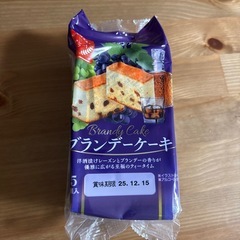 Brandy Cake
ブランデーケーキ
洋酒漬けレーズンとブランデーの香りが
優雅に広がる至福のティータイム
5
個入
賞味期限 25.12.15